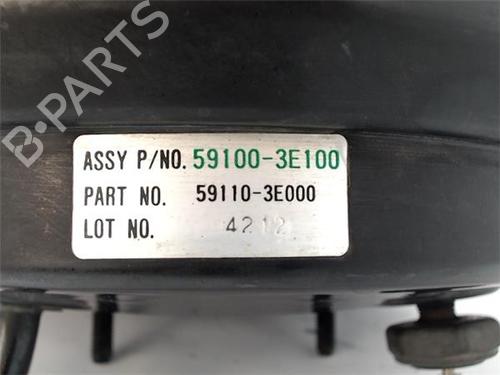 B-PARTS
ASSY P/NO. 59100-3E100
PART NO. 59110-3E000
LOT NO. 4212